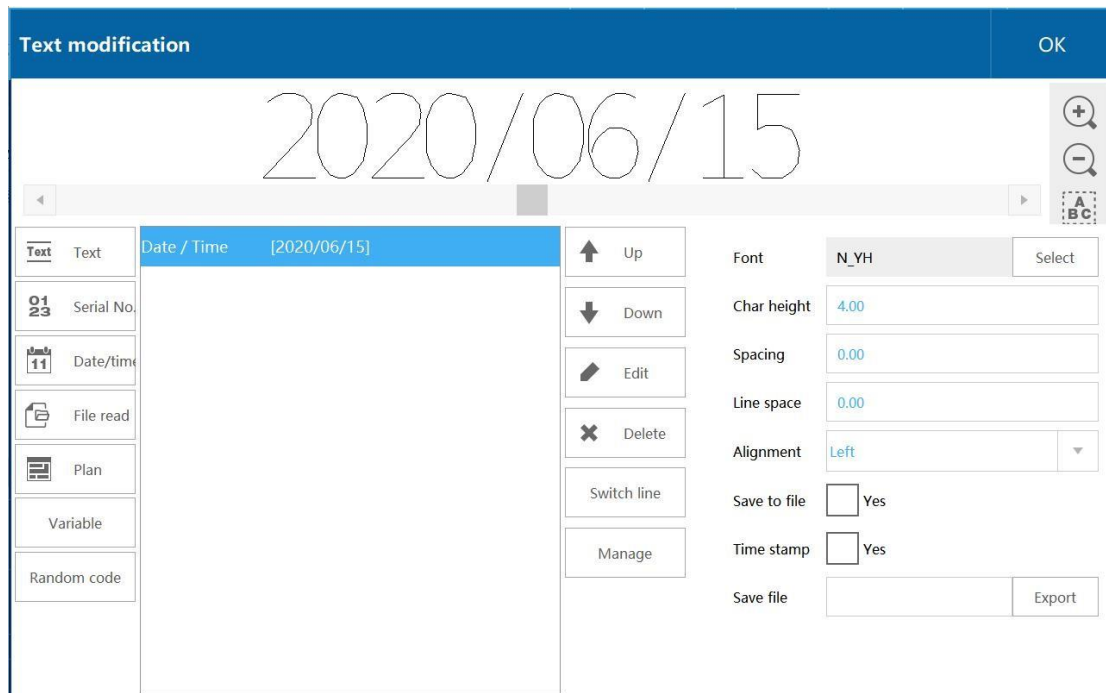 Text modification OK
2020/06/15
A
BC
Text Text
Date / Time [2020/06/15]
Up
Font N_YH Select
01
23 Serial No.
Down
Char height 4.00
11 Date/time
Edit
Spacing 0.00
File read
Delete
Line space 0.00
Plan
Switch line
Alignment Left
Variable
Manage
Save to file Yes
Random code
Time stamp Yes
Save file Export